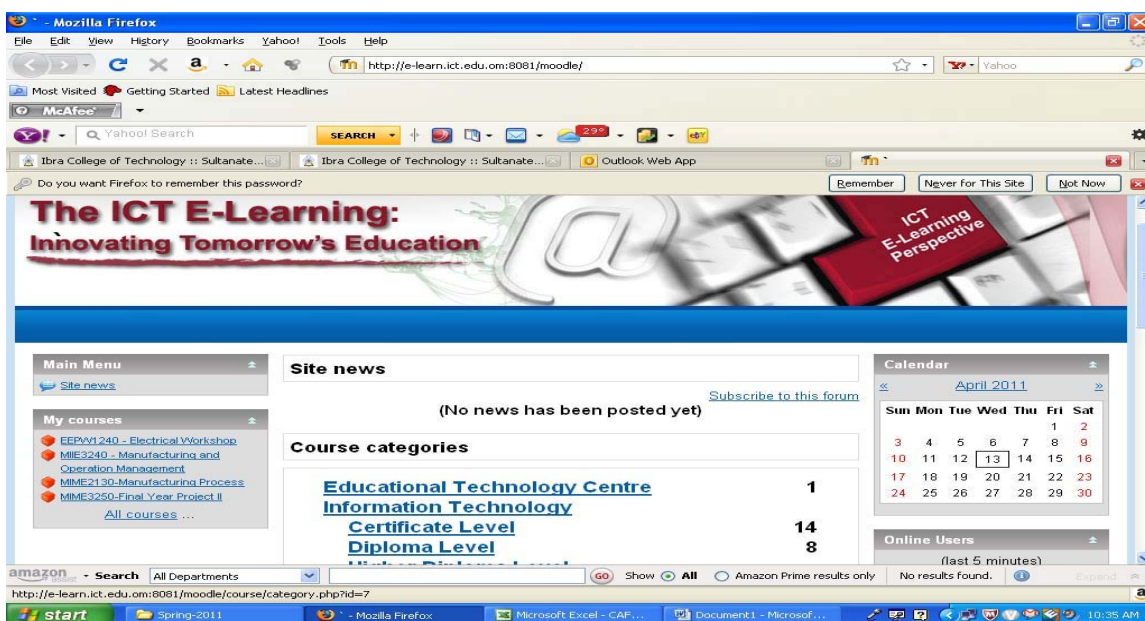 ` - Mozilla Firefox
File Edit View History Bookmarks Yahoo! Tools Help
http://e-learn.ict.edu.om:8081/moodle/
Yahoo
Most Visited Getting Started Latest Headlines
McAfee
Yahoo! Search SEARCH 29°
Ibra College of Technology :: Sultanate... Ibra College of Technology :: Sultanate... Outlook Web App `
Do you want Firefox to remember this password? Remember Never for This Site Not Now
The ICT E-Learning:
Innovating Tomorrow's Education
ICT
E-Learning
Perspective
Main Menu
Site news
My courses
EEPW1240 - Electrical Workshop
MIIE3240 - Manufacturing and
Operation Management
MIME2130-Manufacturing Process
MIME3250-Final Year Project II
All courses ...
Site news
Subscribe to this forum
(No news has been posted yet)
Course categories
Educational Technology Centre 1
Information Technology
Certificate Level 14
Diploma Level 8
Higher Diploma Level
Calendar
« April 2011 »
Sun Mon Tue Wed Thu Fri Sat
1 2
3 4 5 6 7 8 9
10 11 12 13 14 15 16
17 18 19 20 21 22 23
24 25 26 27 28 29 30
Online Users
(last 5 minutes)
amazon Search All Departments GO Show All Amazon Prime results only No results found. Expand
http://e-learn.ict.edu.om:8081/moodle/course/category.php?id=7
start Spring-2011 ` - Mozilla Firefox Microsoft Excel - CAF... Document1 - Microsof... 10:35 AM